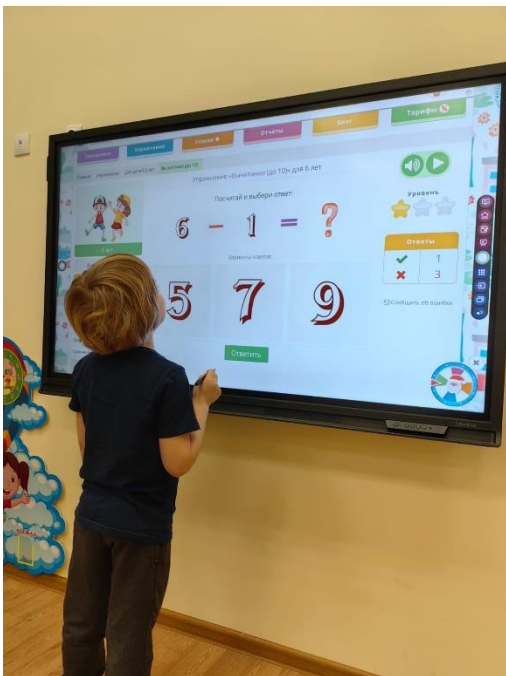 Упражнения
Отчёты
Блог
Тарифы %
Упражнение «Вычитание (до 10)» для 6 лет
Посчитай и выбери ответ:
6 − 1 = ?
Варианты ответов:
5 7 9
Ответить
Уровень
Ответы
✓ 1
✗ 3
Сообщить об ошибке